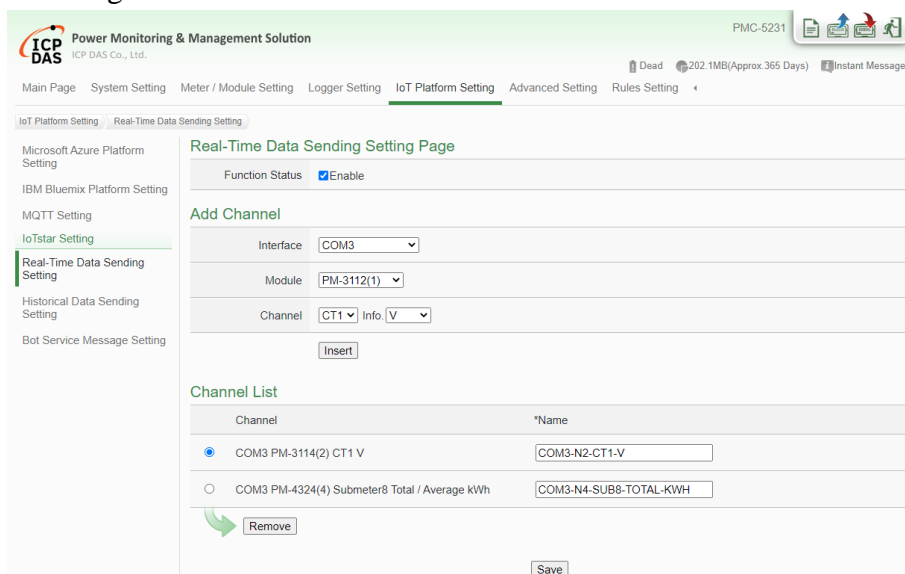 PMC-5231
ICP DAS
Power Monitoring & Management Solution
ICP DAS Co., Ltd.
Dead 202.1MB(Approx.365 Days) Instant Message
Main Page System Setting Meter / Module Setting Logger Setting IoT Platform Setting Advanced Setting Rules Setting
IoT Platform Setting Real-Time Data Sending Setting
Microsoft Azure Platform
Setting
IBM Bluemix Platform Setting
MQTT Setting
IoTstar Setting
Real-Time Data Sending
Setting
Historical Data Sending
Setting
Bot Service Message Setting
Real-Time Data Sending Setting Page
Function Status Enable
Add Channel
Interface COM3
Module PM-3112(1)
Channel CT1 Info. V
Insert
Channel List
Channel *Name
COM3 PM-3114(2) CT1 V COM3-N2-CT1-V
COM3 PM-4324(4) Submeter8 Total / Average kWh COM3-N4-SUB8-TOTAL-KWH
Remove
Save